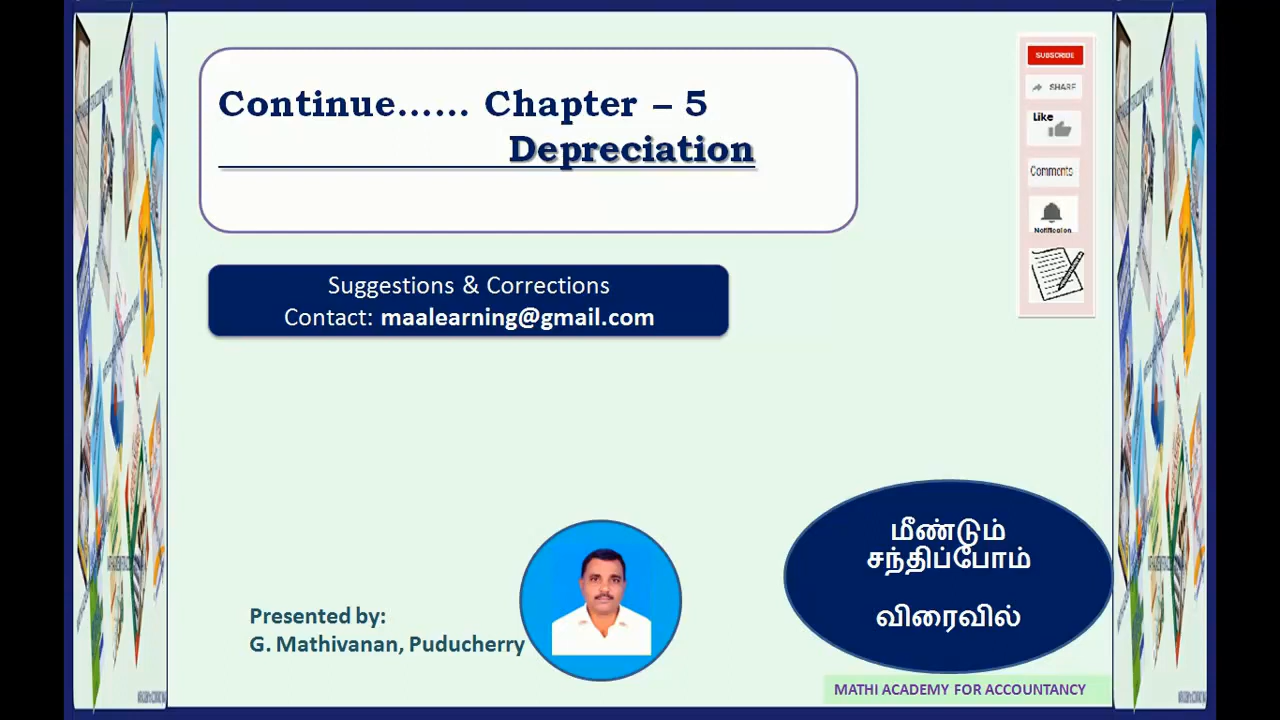 Continue...... Chapter – 5
Depreciation
SUBSCRIBE
SHARE
Like
Comments
Notification
Suggestions & Corrections
Contact: maalearning@gmail.com
Presented by:
G. Mathivanan, Puducherry
மீண்டும்
சந்திப்போம்
விரைவில்
MATHI ACADEMY FOR ACCOUNTANCY